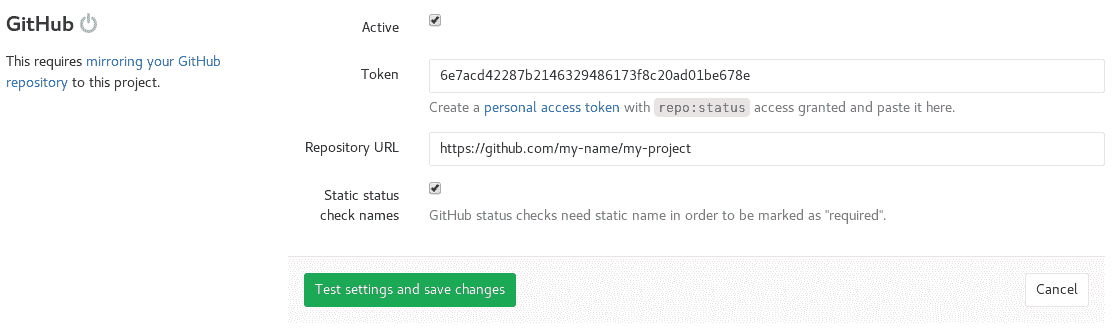 GitHub
This requires mirroring your GitHub
repository to this project.
Active
Token
6e7acd42287b2146329486173f8c20ad01be678e
Create a personal access token with repo:status access granted and paste it here.
Repository URL
https://github.com/my-name/my-project
Static status
check names
GitHub status checks need static name in order to be marked as "required".
Test settings and save changes
Cancel